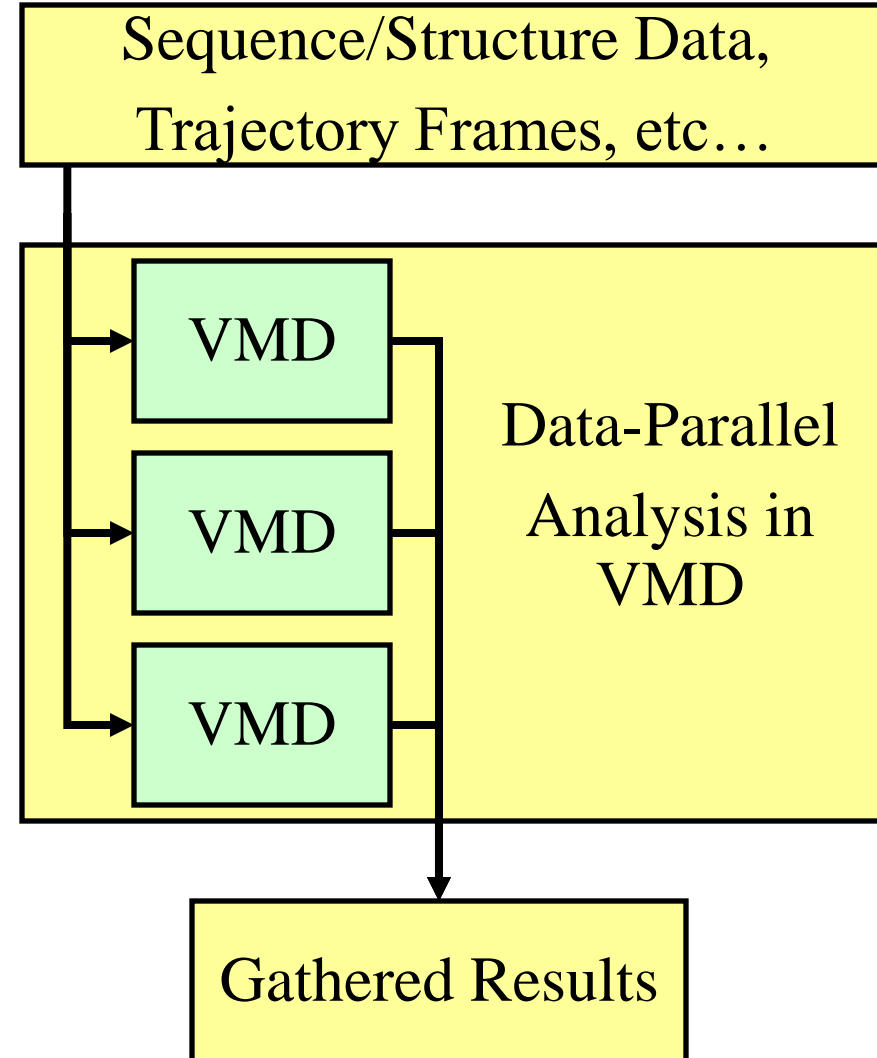 Sequence/Structure Data,
Trajectory Frames, etc…
VMD
VMD
VMD
Data-Parallel
Analysis in
VMD
Gathered Results